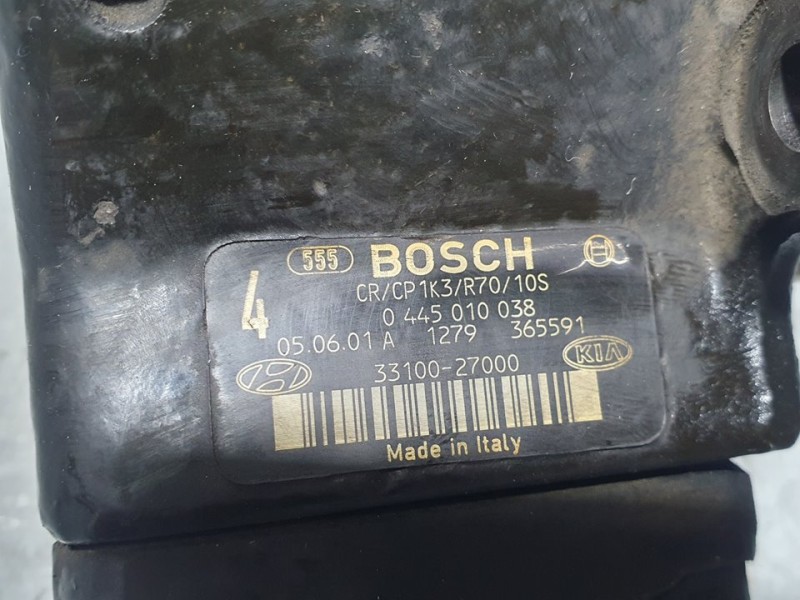 555 BOSCH
4
CR/CP1K3/R70/10S
0 445 010 038
05.06.01 A 1279 365591
33100-27000
KIA
Made in Italy